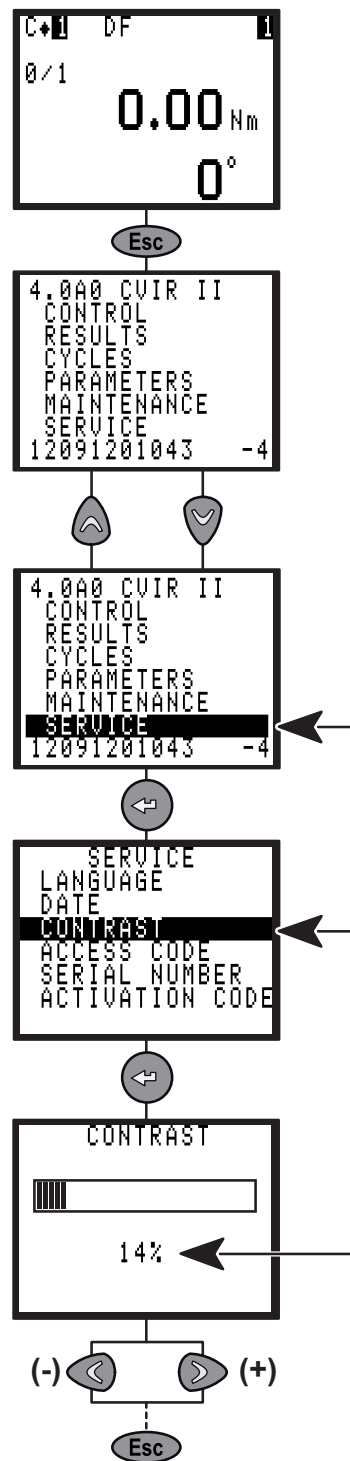 C♦1 DF 1
0/1
0.00 Nm
0°
Esc
4.0A0 CVIR II
CONTROL
RESULTS
CYCLES
PARAMETERS
MAINTENANCE
SERVICE
12091201043 -4
4.0A0 CVIR II
CONTROL
RESULTS
CYCLES
PARAMETERS
MAINTENANCE
SERVICE
12091201043 -4
SERVICE
LANGUAGE
DATE
CONTRAST
ACCESS CODE
SERIAL NUMBER
ACTIVATION CODE
CONTRAST
14%
(-) (+)
Esc